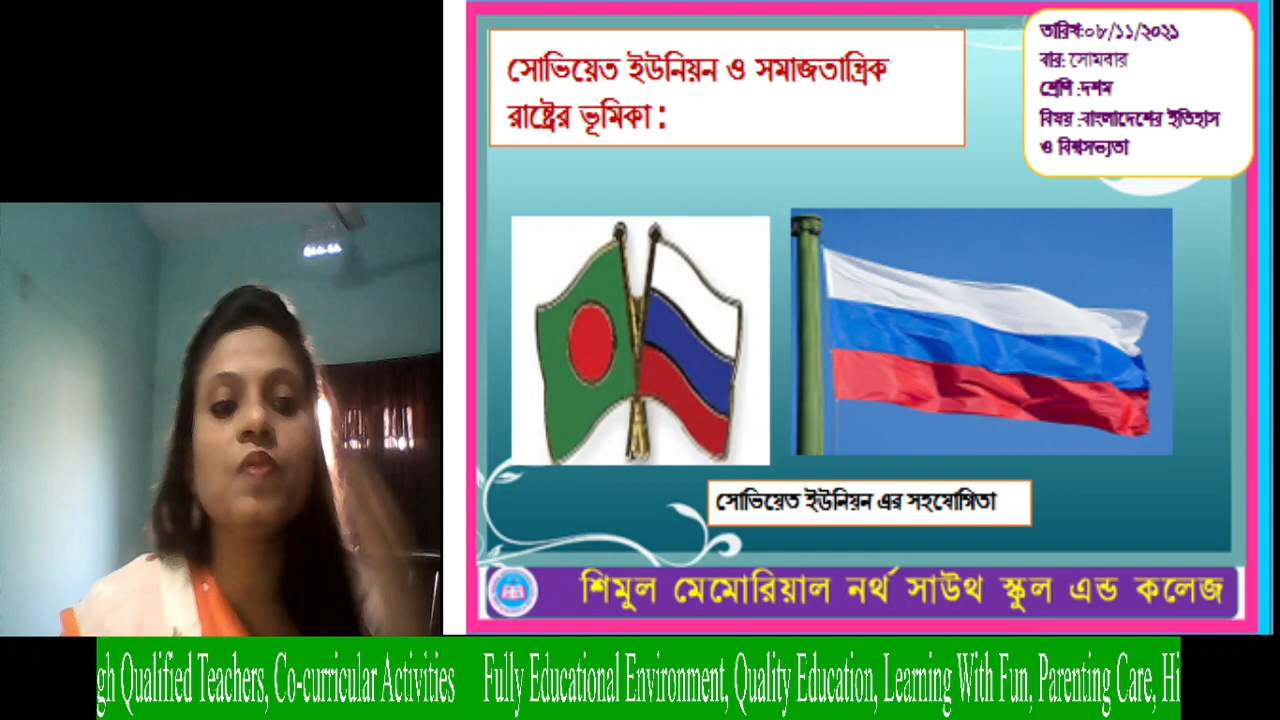 সোভিয়েত ইউনিয়ন ও সমাজতান্ত্রিক
রাষ্ট্রের ভূমিকা :
তারিখ:০৮/১১/২০২১
বার: সোমবার
শ্রেণি :দশম
বিষয় :বাংলাদেশের ইতিহাস
ও বিশ্বসভ্যতা
সোভিয়েত ইউনিয়ন এর সহযোগিতা
শিমুল মেমোরিয়াল নর্থ সাউথ স্কুল এন্ড কলেজ
gh Qualified Teachers, Co-curricular Activities Fully Educational Environment, Quality Education, Learning With Fun, Parenting Care, Hi